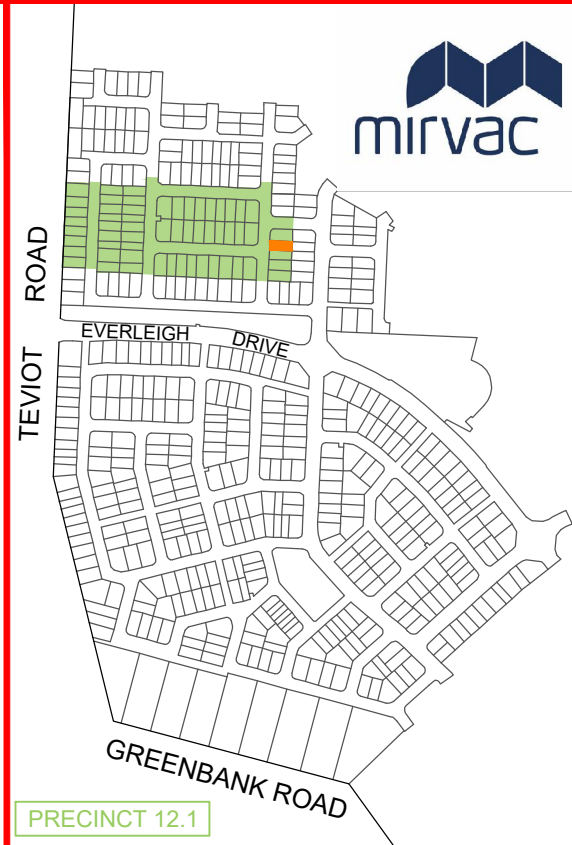 mirvac
TEVIOT ROAD
EVERLEIGH DRIVE
GREENBANK ROAD
PRECINCT 12.1